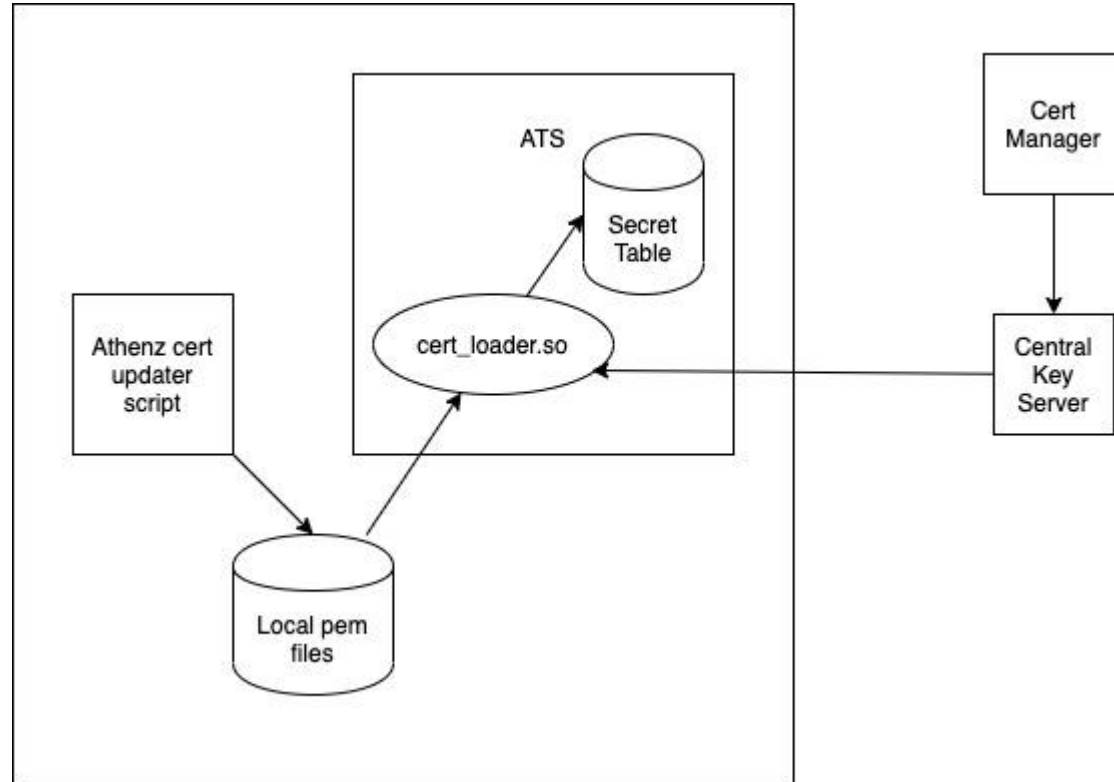 Cert
Manager
ATS
Secret
Table
Athenz cert
updater
script
cert_loader.so
Central
Key
Server
Local pem
files